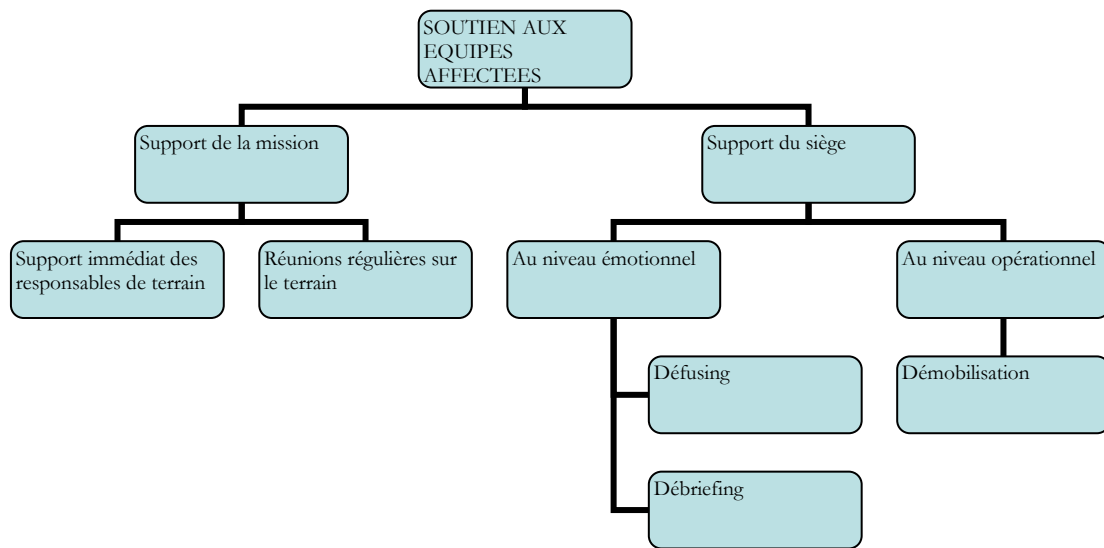 SOUTIEN AUX
EQUIPES
AFFECTEES
Support de la mission
Support du siège
Support immédiat des
responsables de terrain
Réunions régulières sur
le terrain
Au niveau émotionnel
Au niveau opérationnel
Défusing
Démobilisation
Débriefing